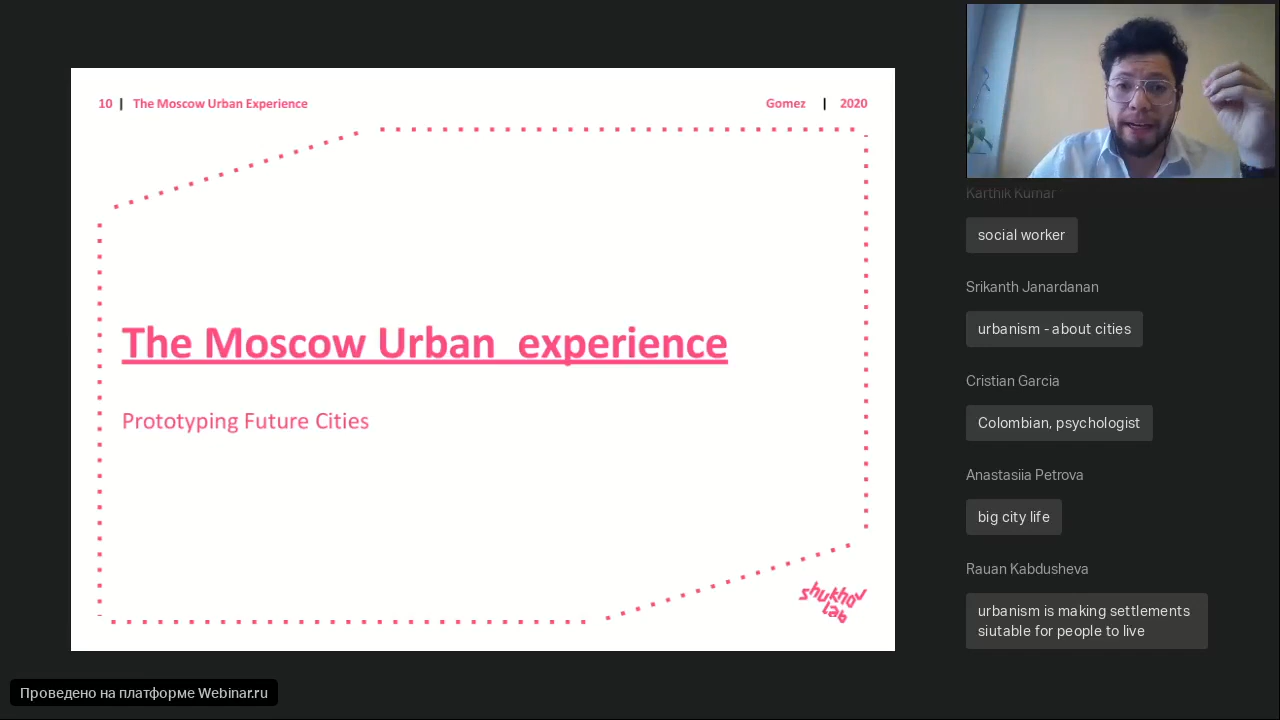 10 | The Moscow Urban Experience
Gomez | 2020
The Moscow Urban  experience
Prototyping Future Cities
shukhov
lab
Karthik Kumar
social worker
Srikanth Janardanan
urbanism - about cities
Cristian Garcia
Colombian, psychologist
Anastasiia Petrova
big city life
Rauan Kabdusheva
urbanism is making settlements
siutable for people to live
Проведено на платформе Webinar.ru